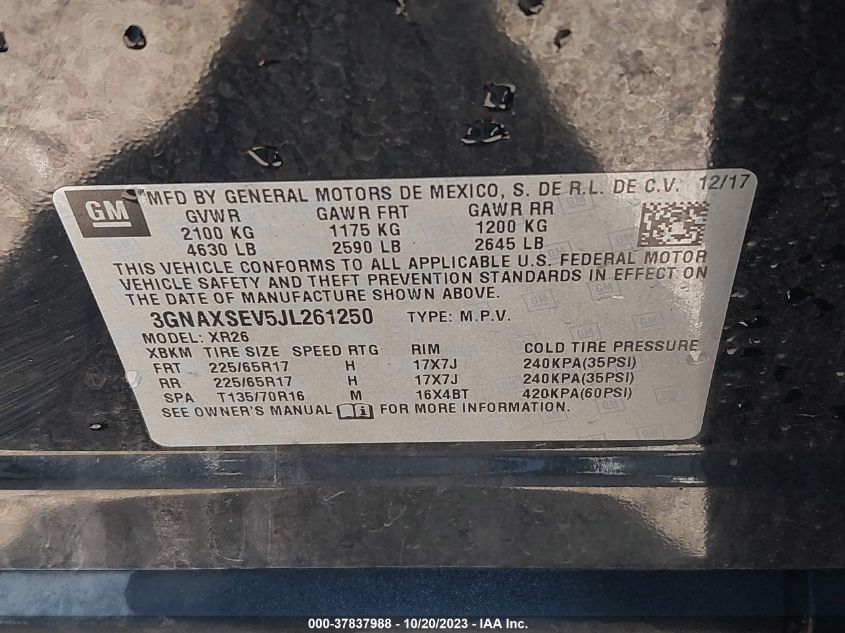 GM
MFD BY GENERAL MOTORS DE MEXICO, S. DE R.L. DE C.V. 12/17
GVWR GAWR FRT GAWR RR
2100 KG 1175 KG 1200 KG
4630 LB 2590 LB 2645 LB
THIS VEHICLE CONFORMS TO ALL APPLICABLE U.S. FEDERAL MOTOR
VEHICLE SAFETY AND THEFT PREVENTION STANDARDS IN EFFECT ON
THE DATE OF MANUFACTURE SHOWN ABOVE.
3GNAXSEV5JL261250 TYPE: M.P.V.
MODEL: XR26
XBKM TIRE SIZE SPEED RTG RIM COLD TIRE PRESSURE
FRT 225/65R17 H 17X7J 240KPA(35PSI)
RR 225/65R17 H 17X7J 240KPA(35PSI)
SPA T135/70R16 M 16X4BT 420KPA(60PSI)
SEE OWNER'S MANUAL FOR MORE INFORMATION.
000-37837988 | 10/20/2023 | IAA Inc.